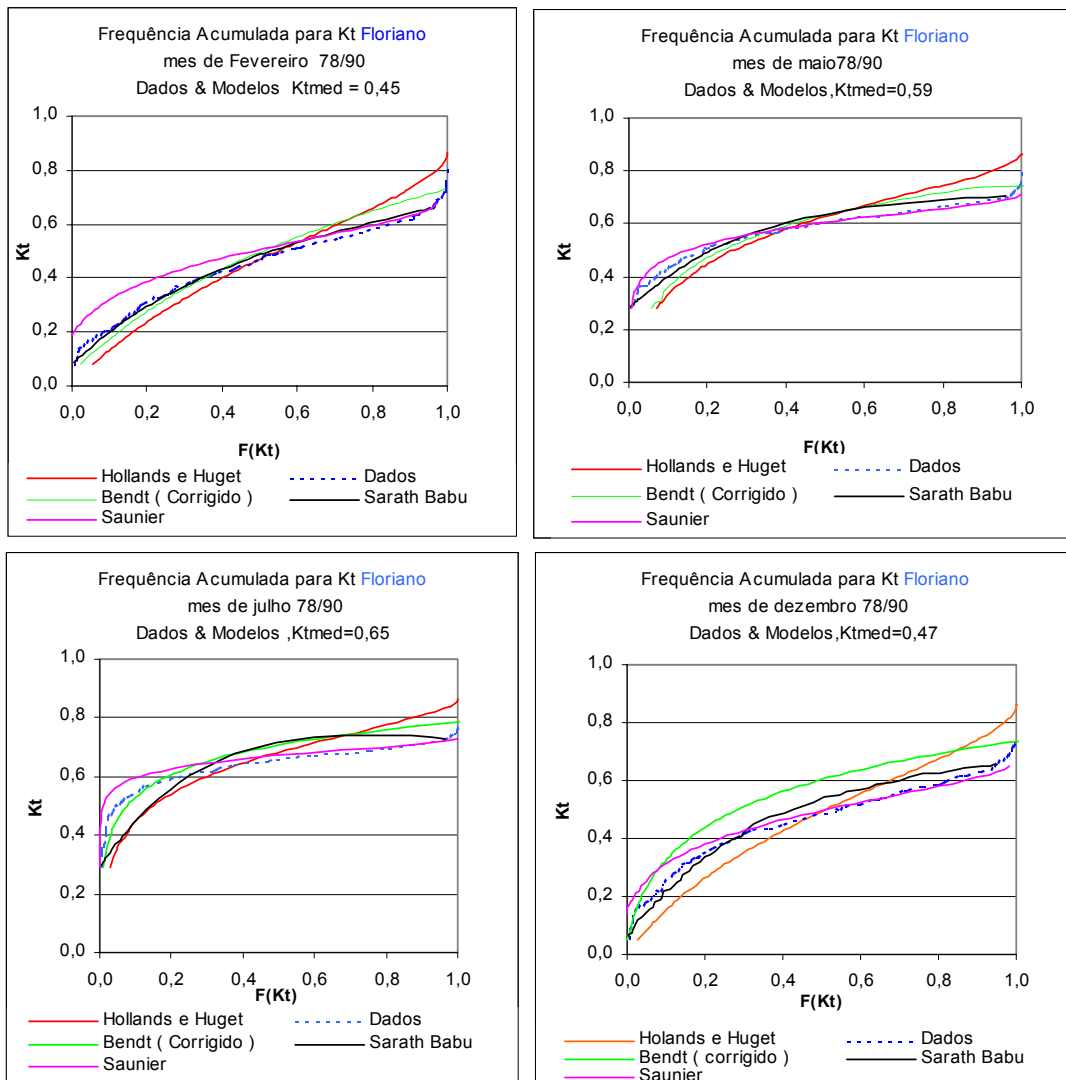 Frequência Acumulada para Kt Floriano
mes de Fevereiro 78/90
Dados & Modelos Ktmed = 0,45
1,0
0,8
0,6
Kt
0,4
0,2
0,0
0,0 0,2 0,4 0,6 0,8 1,0
F(Kt)
Hollands e Huget Dados
Bendt ( Corrigido ) Sarath Babu
Saunier
Frequência Acumulada para Kt Floriano
mes de maio78/90
Dados & Modelos,Ktmed=0,59
1,0
0,8
0,6
Kt
0,4
0,2
0,0
0,0 0,2 0,4 0,6 0,8 1,0
F(Kt)
Hollands e Huget Dados
Bendt ( Corrigido ) Sarath Babu
Saunier
Frequência Acumulada para Kt Floriano
mes de julho 78/90
Dados & Modelos ,Ktmed=0,65
1,0
0,8
0,6
Kt
0,4
0,2
0,0
0,0 0,2 0,4 0,6 0,8 1,0
F(Kt)
Hollands e Huget Dados
Bendt ( Corrigido ) Sarath Babu
Saunier
Frequência Acumulada para Kt Floriano
mes de dezembro 78/90
Dados & Modelos,Ktmed=0,47
1,0
0,8
0,6
Kt
0,4
0,2
0,0
0,0 0,2 0,4 0,6 0,8 1,0
F(Kt)
Holands e Huget Dados
Bendt ( corrigido ) Sarath Babu
Saunier